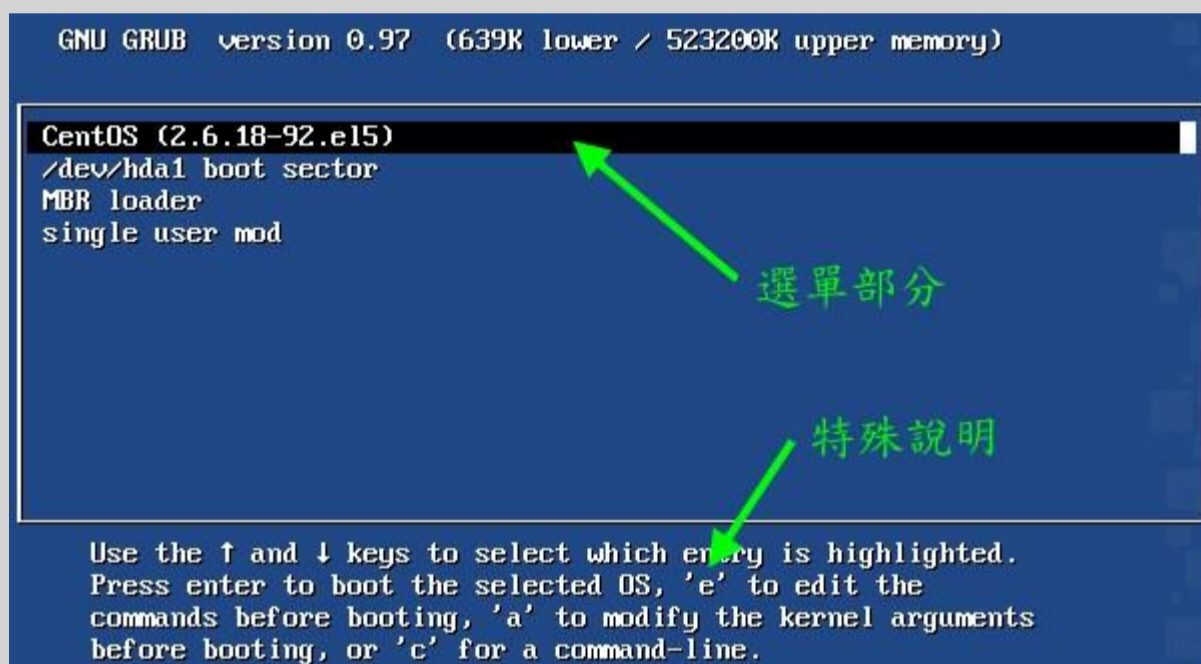 GNU GRUB version 0.97 (639K lower / 523200K upper memory)
CentOS (2.6.18-92.el5)
/dev/hda1 boot sector
MBR loader
single user mod
選單部分
特殊說明
Use the ↑ and ↓ keys to select which entry is highlighted.
Press enter to boot the selected OS, 'e' to edit the
commands before booting, 'a' to modify the kernel arguments
before booting, or 'c' for a command-line.